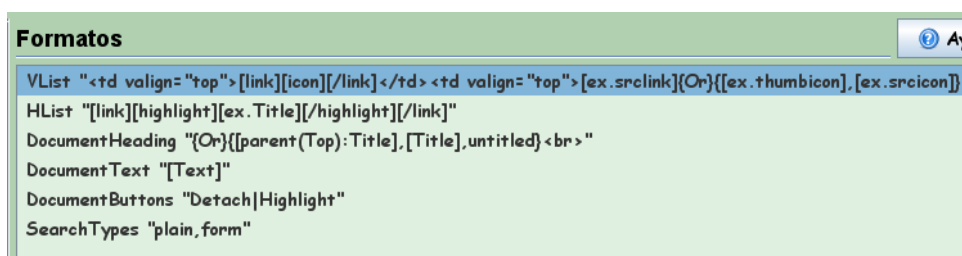 Formatos
VList "<td valign="top">[link][icon][/link]</td><td valign="top">[ex.srclink]{Or}{[ex.thumbicon],[ex.srcicon]}
HList "[link][highlight][ex.Title][/highlight][/link]"
DocumentHeading "{Or}{[parent(Top):Title],[Title],untitled}<br>"
DocumentText "[Text]"
DocumentButtons "Detach|Highlight"
SearchTypes "plain,form"